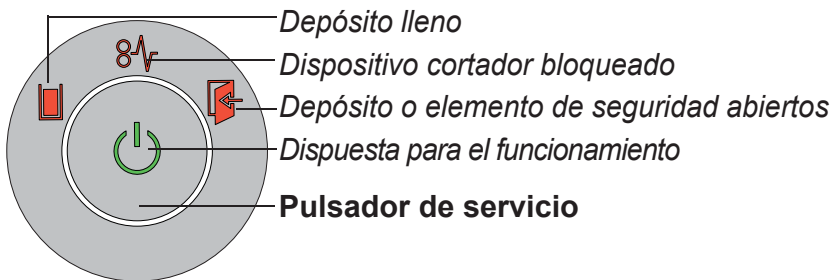 Depósito lleno
Dispositivo cortador bloqueado
Depósito o elemento de seguridad abiertos
Dispuesta para el funcionamiento
Pulsador de servicio